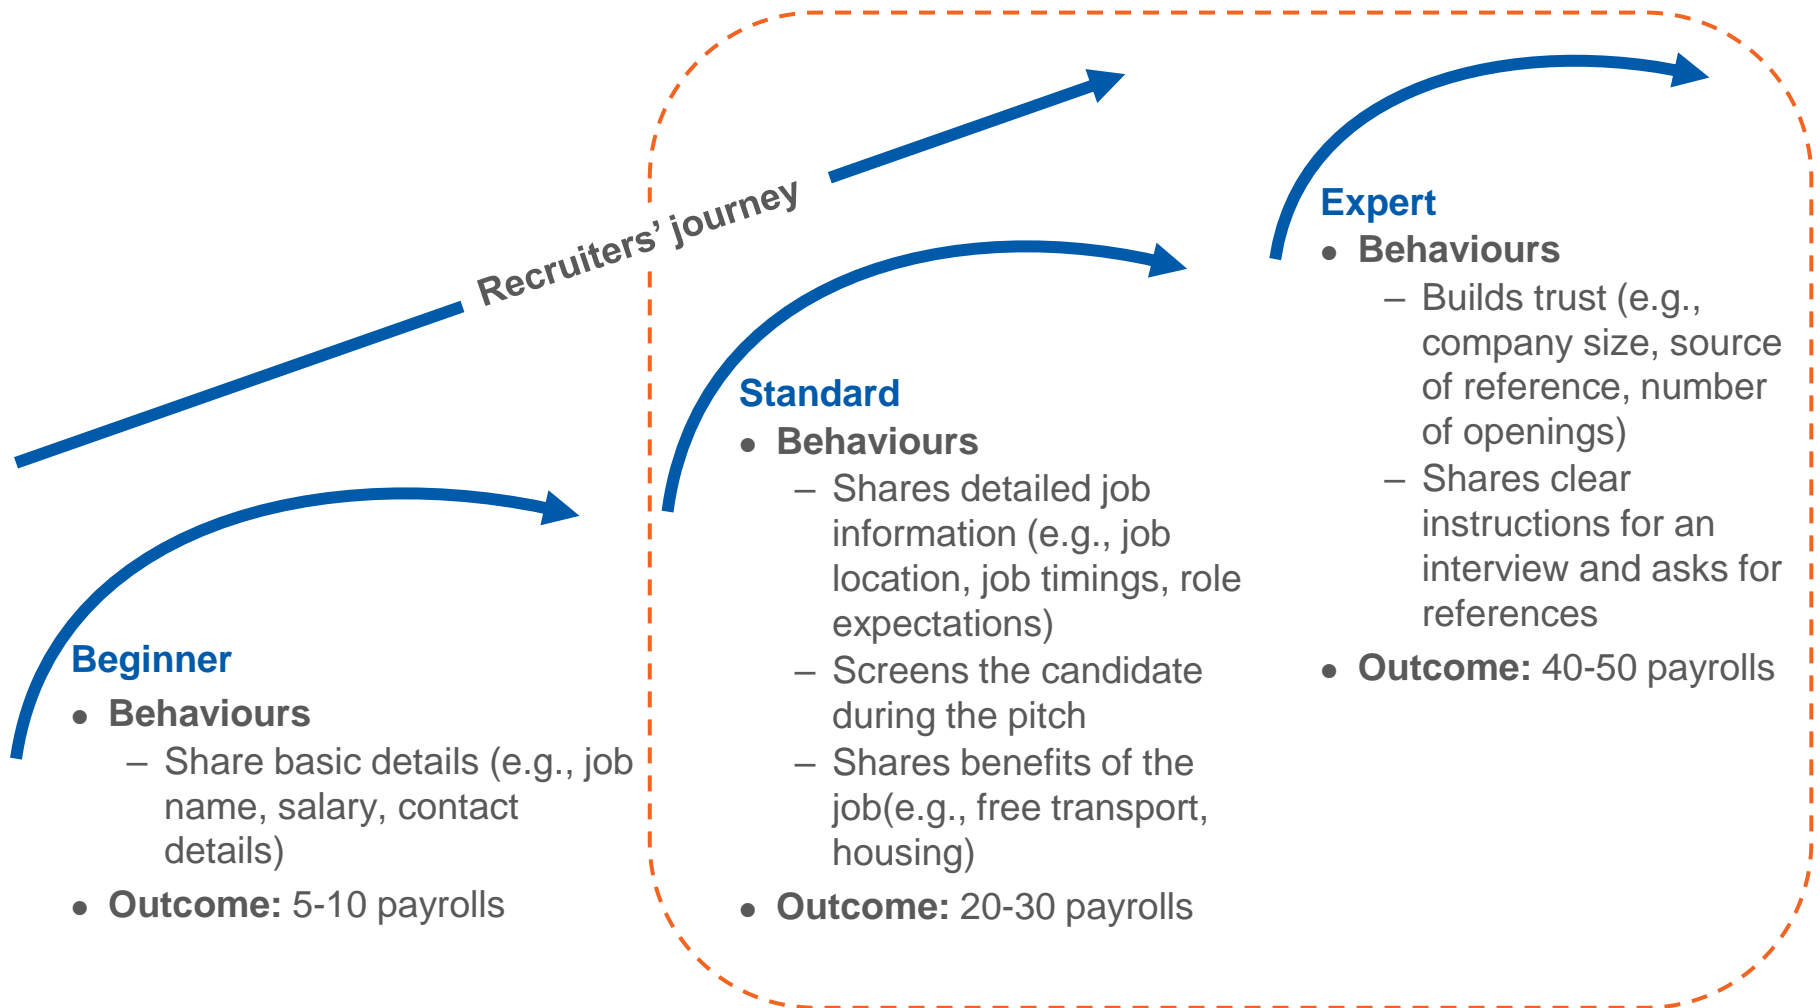 Recruiters’ journey
Beginner
● Behaviours
– Share basic details (e.g., job
name, salary, contact
details)
● Outcome: 5-10 payrolls
Standard
● Behaviours
– Shares detailed job
information (e.g., job
location, job timings, role
expectations)
– Screens the candidate
during the pitch
– Shares benefits of the
job(e.g., free transport,
housing)
● Outcome: 20-30 payrolls
Expert
● Behaviours
– Builds trust (e.g.,
company size, source
of reference, number
of openings)
– Shares clear
instructions for an
interview and asks for
references
● Outcome: 40-50 payrolls